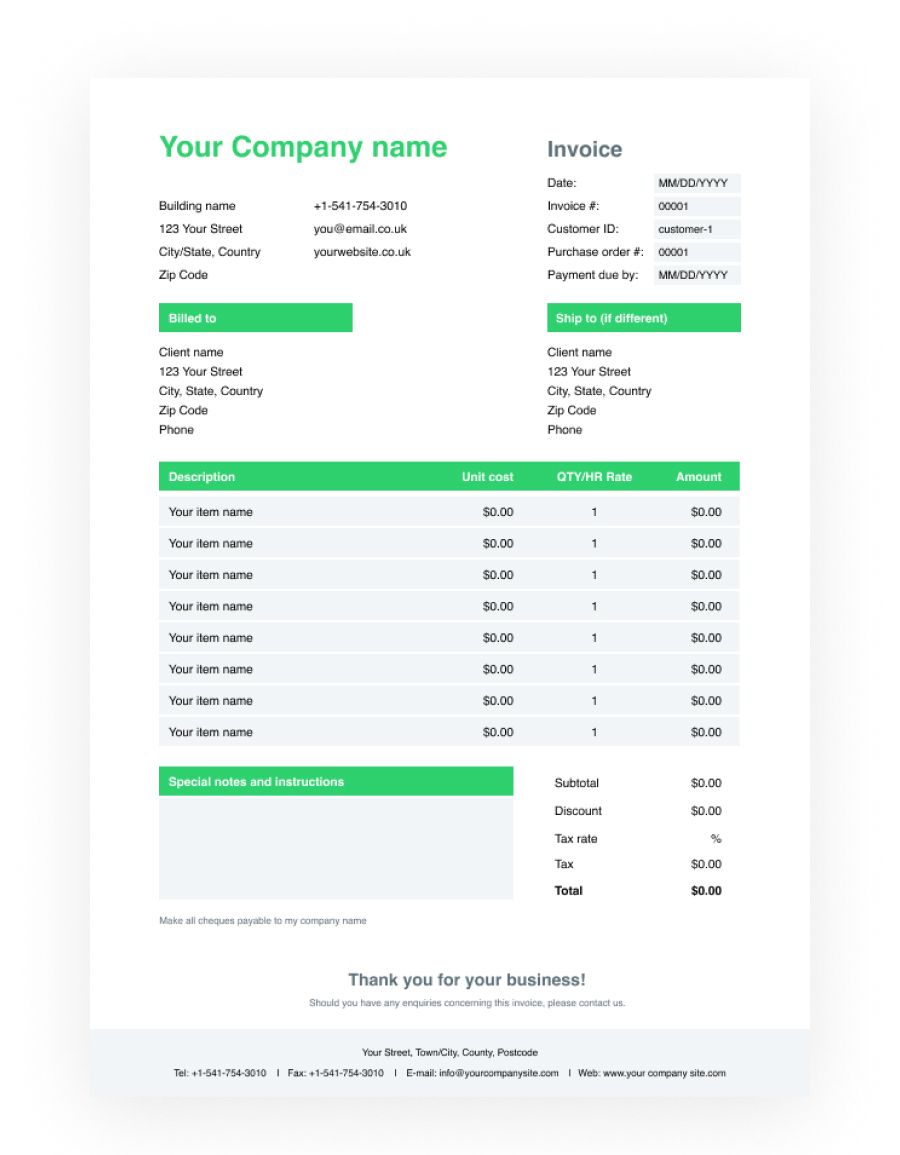 Your Company name
Invoice
Date: MM/DD/YYYY
Building name +1-541-754-3010 Invoice #: 00001
123 Your Street you@email.co.uk Customer ID: customer-1
City/State, Country yourwebsite.co.uk Purchase order #: 00001
Zip Code Payment due by: MM/DD/YYYY
Billed to Ship to (if different)
Client name Client name
123 Your Street 123 Your Street
City, State, Country City, State, Country
Zip Code Zip Code
Phone Phone
Description Unit cost QTY/HR Rate Amount
Your item name $0.00 1 $0.00
Your item name $0.00 1 $0.00
Your item name $0.00 1 $0.00
Your item name $0.00 1 $0.00
Your item name $0.00 1 $0.00
Your item name $0.00 1 $0.00
Your item name $0.00 1 $0.00
Your item name $0.00 1 $0.00
Special notes and instructions Subtotal $0.00
Discount $0.00
Tax rate %
Tax $0.00
Total $0.00
Make all cheques payable to my company name
Thank you for your business!
Should you have any enquiries concerning this invoice, please contact us.
Your Street, Town/City, County, Postcode
Tel: +1-541-754-3010 I Fax: +1-541-754-3010 I E-mail: info@yourcompanysite.com I Web: www.your company site.com